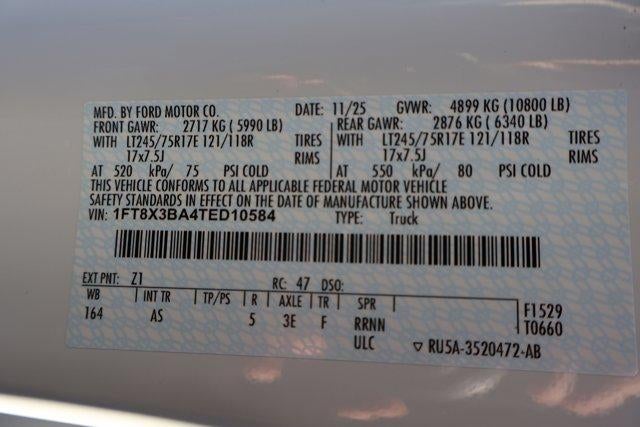 MFD. BY FORD MOTOR CO. DATE: 11/25 GVWR: 4899 KG (10800 LB)
FRONT GAWR: 2717 KG ( 5990 LB) REAR GAWR: 2876 KG ( 6340 LB)
WITH LT245/75R17E 121/118R TIRES WITH LT245/75R17E 121/118R TIRES
17x7.5J RIMS 17x7.5J RIMS
AT 520 kPa/ 75 PSI COLD AT 550 kPa/ 80 PSI COLD
THIS VEHICLE CONFORMS TO ALL APPLICABLE FEDERAL MOTOR VEHICLE
SAFETY STANDARDS IN EFFECT ON THE DATE OF MANUFACTURE SHOWN ABOVE.
VIN: 1FT8X3BA4TED10584 TYPE: Truck
EXT PNT: Z1 RC: 47 DSO:
WB INT TR TP/PS R AXLE TR SPR F1529
164 AS 5 3E F RRNN T0660
ULC ▽ RU5A-3520472-AB